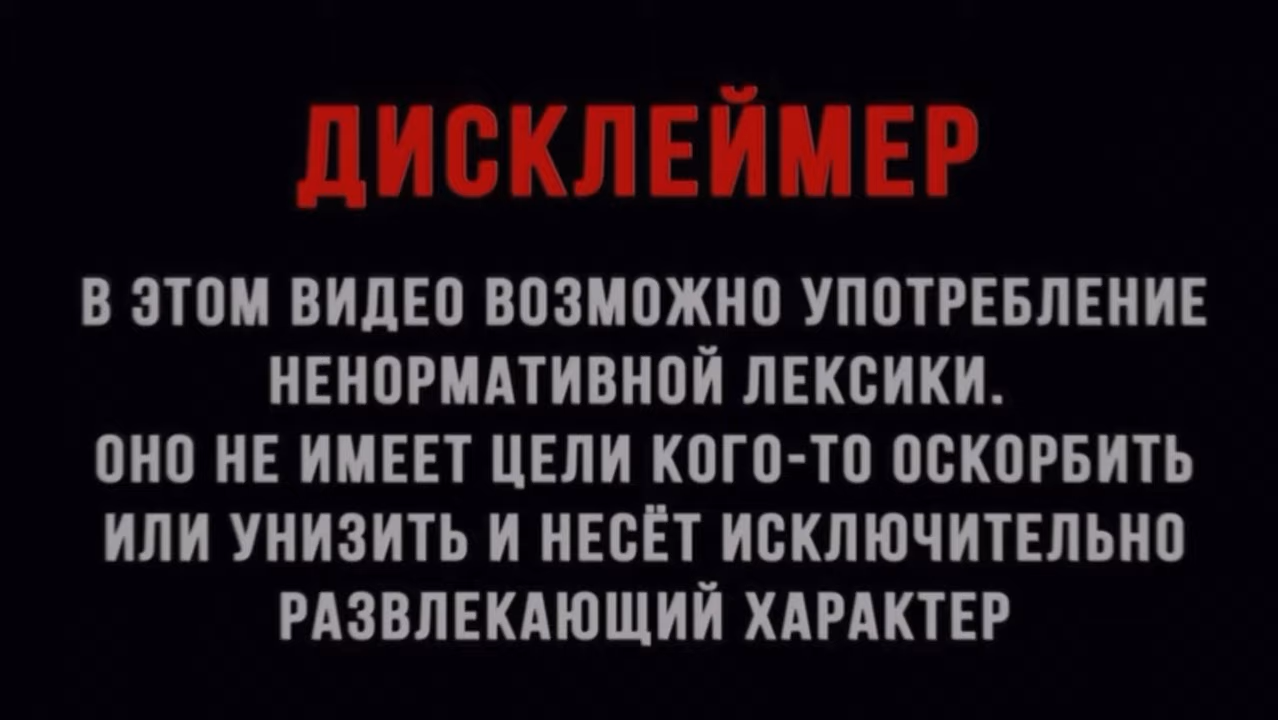 ДИСКЛЕЙМЕР
В ЭТОМ ВИДЕО ВОЗМОЖНО УПОТРЕБЛЕНИЕ
НЕНОРМАТИВНОЙ ЛЕКСИКИ.
ОНО НЕ ИМЕЕТ ЦЕЛИ КОГО-ТО ОСКОРБИТЬ
ИЛИ УНИЗИТЬ И НЕСЁТ ИСКЛЮЧИТЕЛЬНО
РАЗВЛЕКАЮЩИЙ ХАРАКТЕР